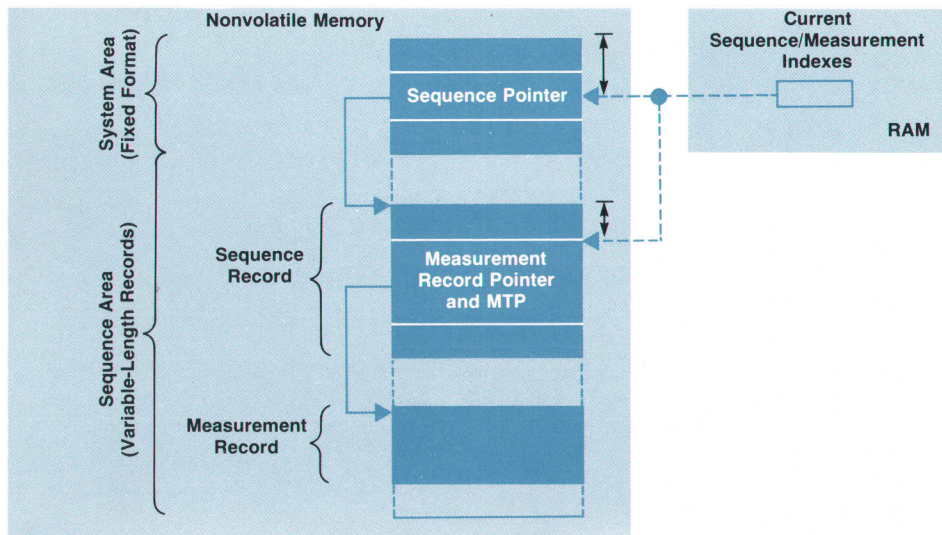 Nonvolatile Memory
System Area
(Fixed Format)
Sequence Pointer
Current
Sequence/Measurement
Indexes
RAM
Sequence Area
(Variable-Length Records)
Sequence
Record
Measurement
Record Pointer
and MTP
Measurement
Record